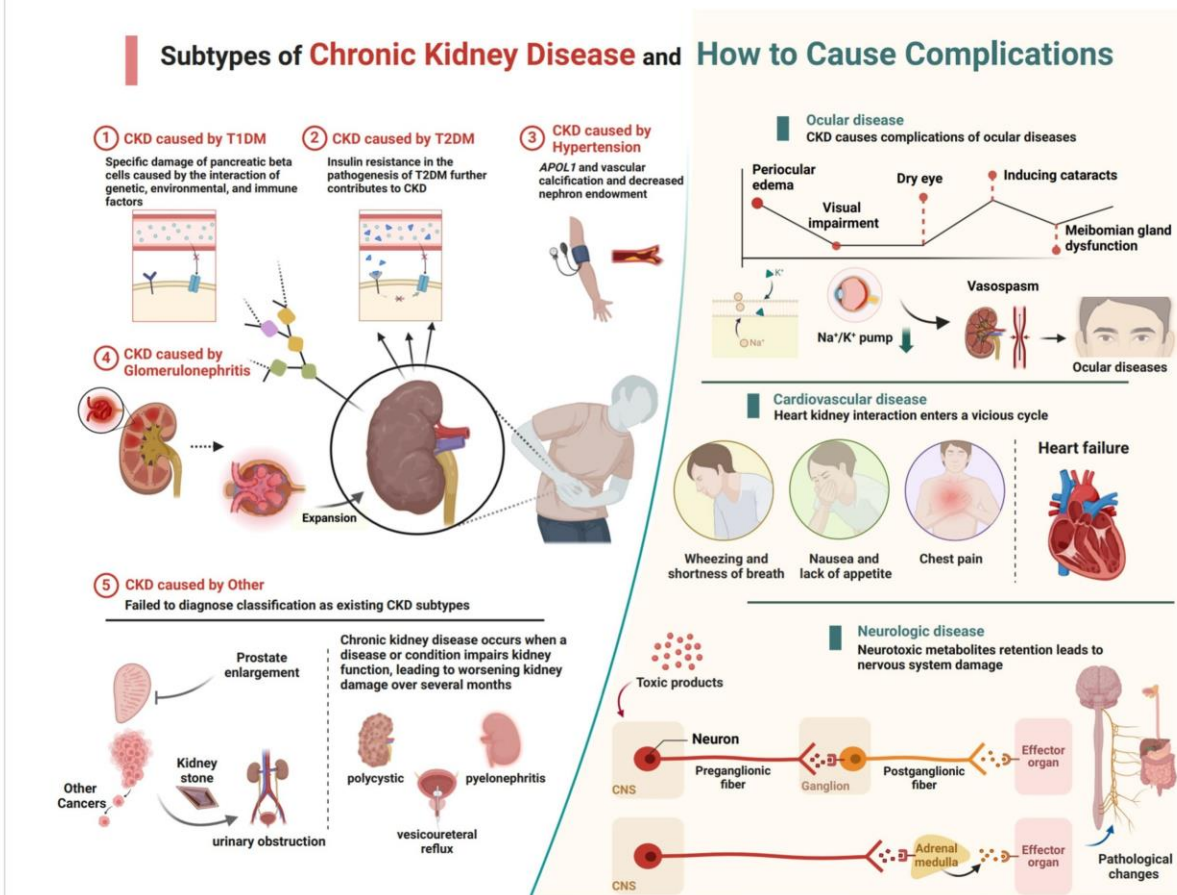 Subtypes of Chronic Kidney Disease and How to Cause Complications
1 CKD caused by T1DM
Specific damage of pancreatic beta
cells caused by the interaction of
genetic, environmental, and immune
factors
2 CKD caused by T2DM
Insulin resistance in the
pathogenesis of T2DM further
contributes to CKD
3 CKD caused by
Hypertension
APOL1 and vascular
calcification and decreased
nephron endowment
4 CKD caused by
Glomerulonephritis
Expansion
5 CKD caused by Other
Failed to diagnose classification as existing CKD subtypes
Prostate
enlargement
Other
Cancers
Kidney
stone
urinary obstruction
Chronic kidney disease occurs when a
disease or condition impairs kidney
function, leading to worsening kidney
damage over several months
polycystic
pyelonephritis
vesicoureteral
reflux
Ocular disease
CKD causes complications of ocular diseases
Periocular
edema
Visual
impairment
Dry eye
Inducing cataracts
Meibomian gland
dysfunction
K⁺
Na⁺
Na⁺/K⁺ pump
Vasospasm
Ocular diseases
Cardiovascular disease
Heart kidney interaction enters a vicious cycle
Wheezing and
shortness of breath
Nausea and
lack of appetite
Chest pain
Heart failure
Neurologic disease
Neurotoxic metabolites retention leads to
nervous system damage
Toxic products
Neuron
CNS
Preganglionic
fiber
Ganglion
Postganglionic
fiber
Effector
organ
CNS
Adrenal
medulla
Effector
organ
Pathological
changes